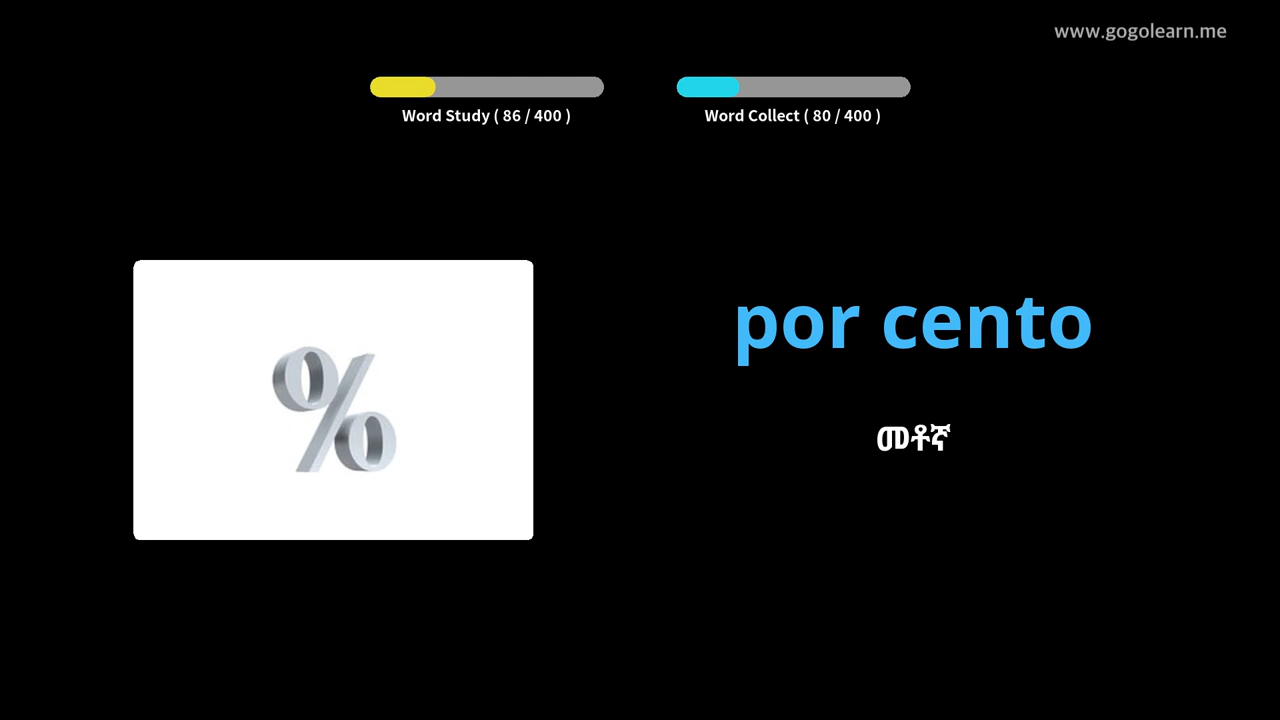 www.gogolearn.me
Word Study ( 86 / 400 )
Word Collect ( 80 / 400 )
%
por cento
መቶኛ